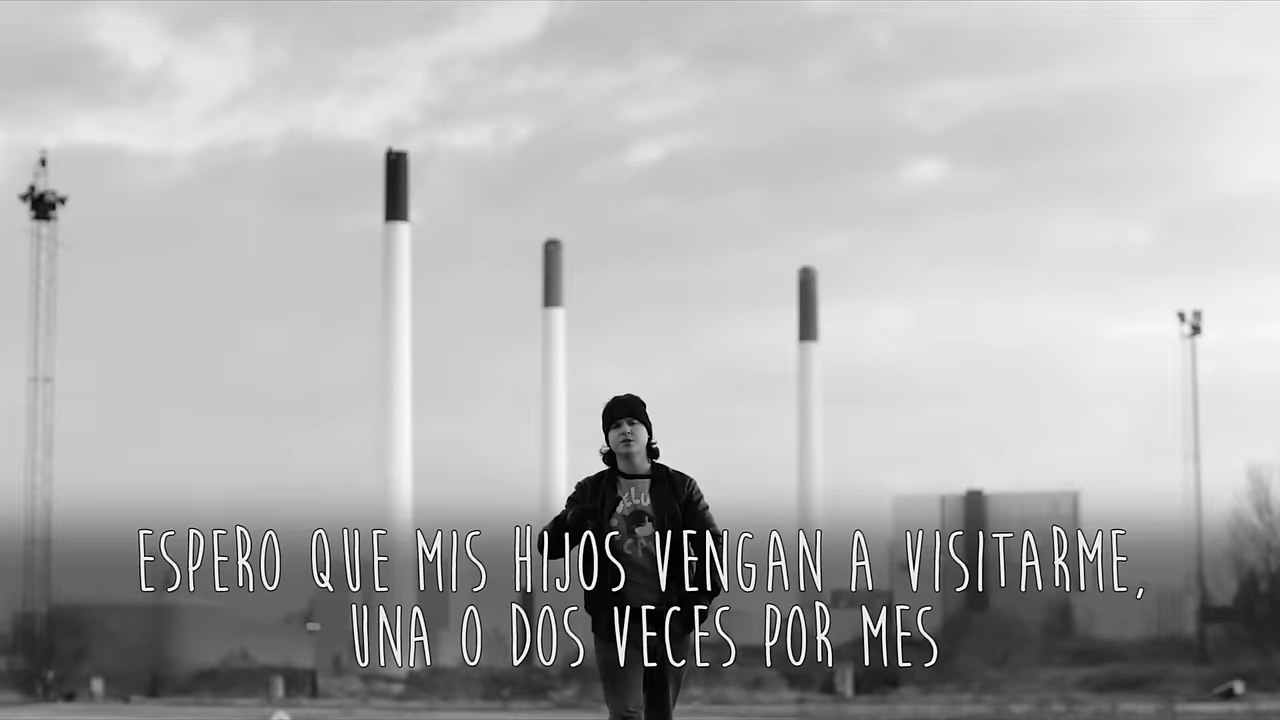 ESPERO QUE MIS HIJOS VENGAN A VISITARME,
UNA O DOS VECES POR MES